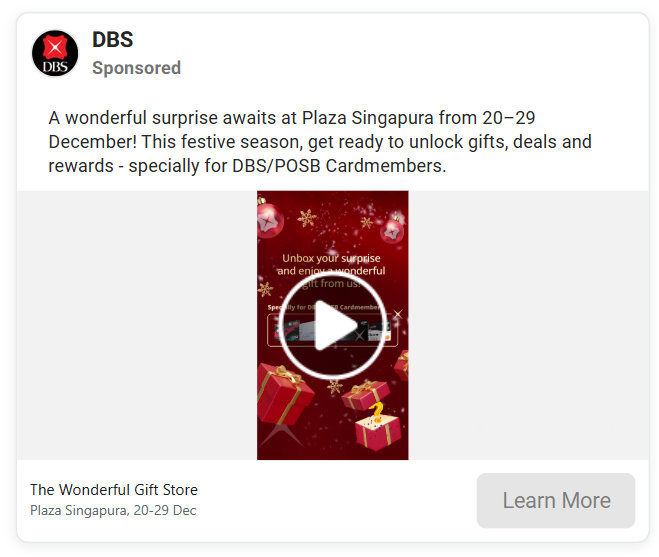 DBS
DBS
Sponsored
A wonderful surprise awaits at Plaza Singapura from 20–29
December! This festive season, get ready to unlock gifts, deals and
rewards - specially for DBS/POSB Cardmembers.
Unbox your surprise
and enjoy a wonderful
gift from us!
Specially for DBS/POSB Cardmembers
The Wonderful Gift Store
Plaza Singapura, 20-29 Dec
Learn More